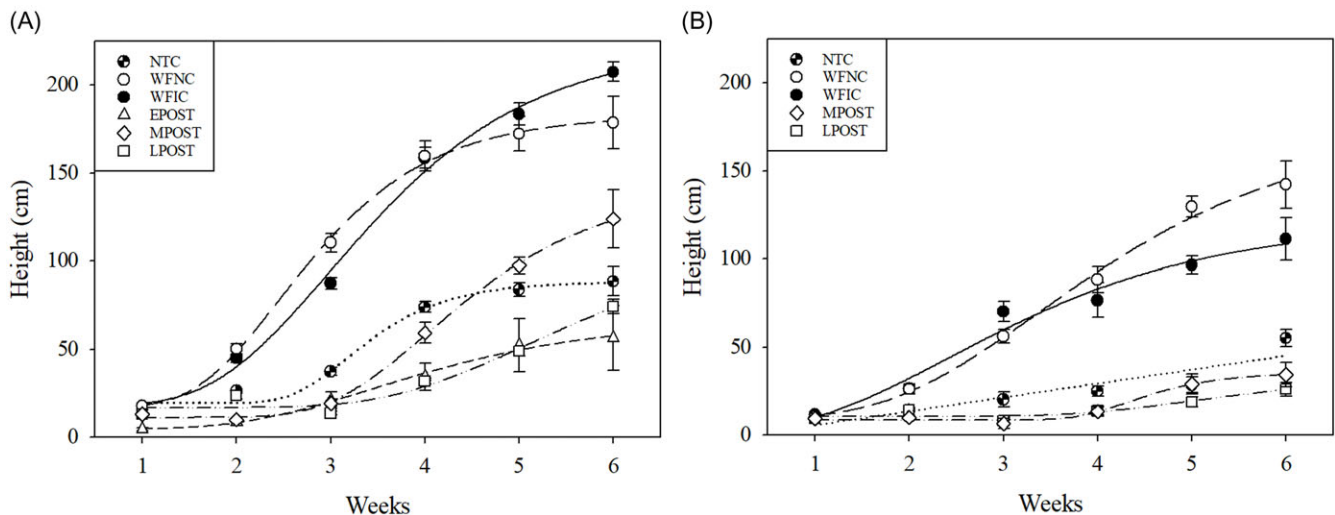 (A)
NTC
WFNC
WFIC
EPOST
MPOST
LPOST
200
150
100
50
0
Height (cm)
1 2 3 4 5 6
Weeks
(B)
NTC
WFNC
WFIC
MPOST
LPOST
200
150
100
50
0
Height (cm)
1 2 3 4 5 6
Weeks